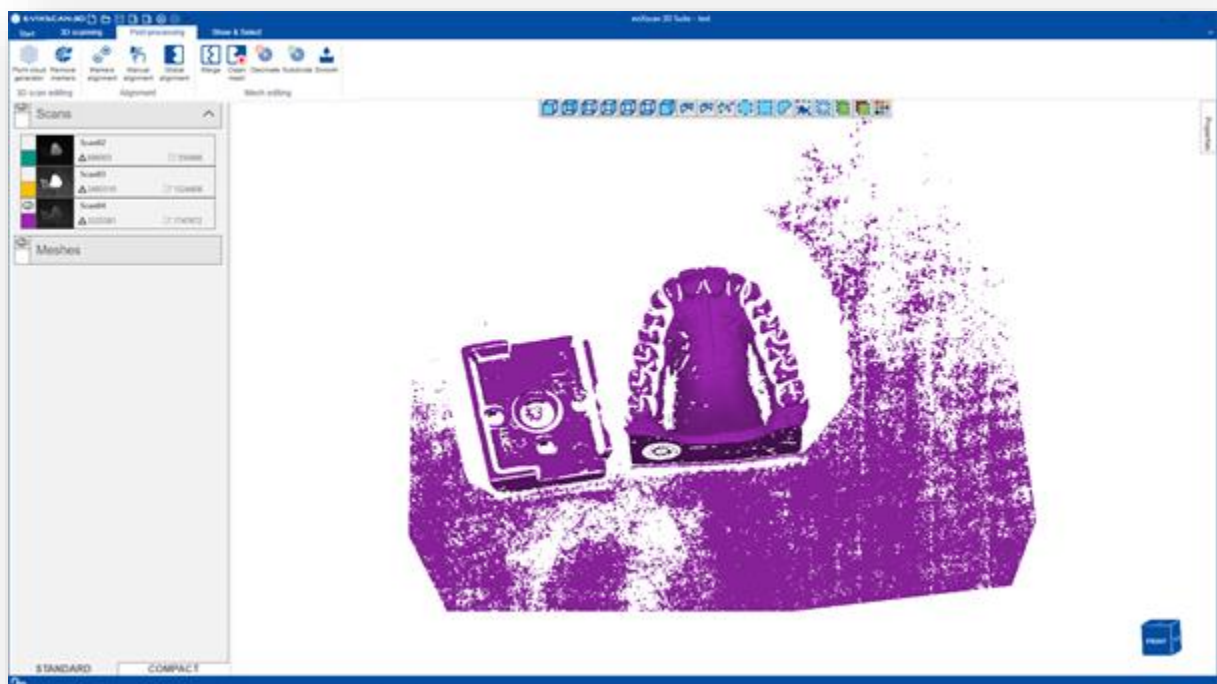 EVIXSCAN 3D
eviXscan 3D Suite - test
Start 3D scanning Post-processing Show & Select
Point cloud Remove Markers Manual Global Merge Clean Decimate Subdivide Smooth
generator markers alignment alignment alignment mesh
3D scan editing Alignment Mesh editing
Scans
Properties
Scan02
Scan03
Scan04
Meshes
FRONT
STANDARD COMPACT